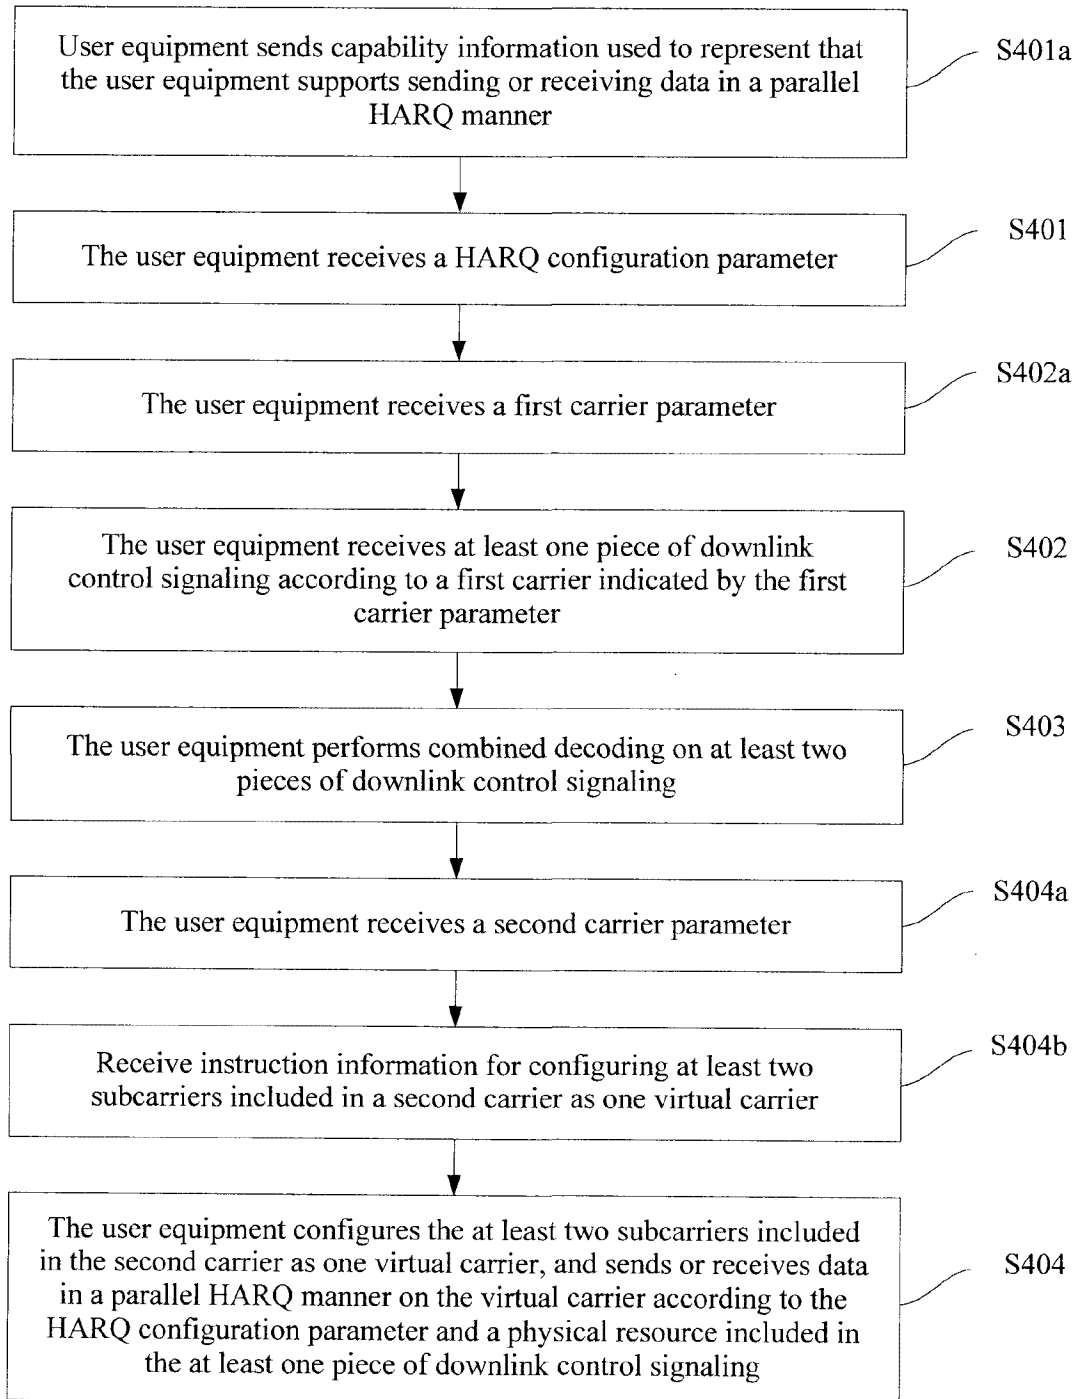 User equipment sends capability information used to represent that
the user equipment supports sending or receiving data in a parallel
HARQ manner
S401a
The user equipment receives a HARQ configuration parameter
S401
The user equipment receives a first carrier parameter
S402a
The user equipment receives at least one piece of downlink
control signaling according to a first carrier indicated by the first
carrier parameter
S402
The user equipment performs combined decoding on at least two
pieces of downlink control signaling
S403
The user equipment receives a second carrier parameter
S404a
Receive instruction information for configuring at least two
subcarriers included in a second carrier as one virtual carrier
S404b
The user equipment configures the at least two subcarriers included
in the second carrier as one virtual carrier, and sends or receives data
in a parallel HARQ manner on the virtual carrier according to the
HARQ configuration parameter and a physical resource included in
the at least one piece of downlink control signaling
S404